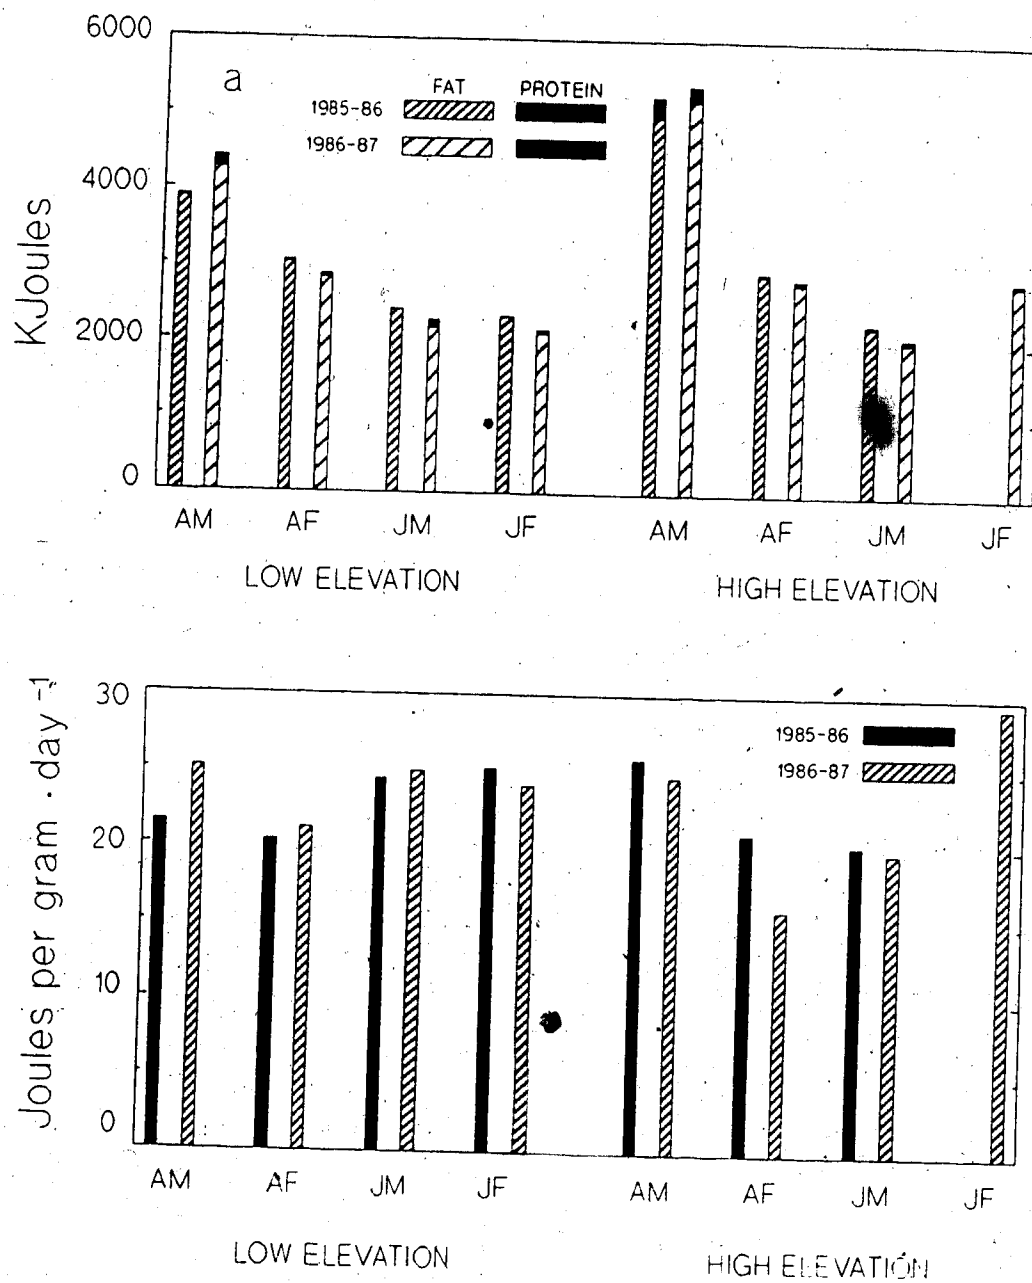 6000
a
FAT PROTEIN
1985-86
1986-87
4000
2000
0
KJoules
AM AF JM JF AM AF JM JF
LOW ELEVATION HIGH ELEVATION
30
1985-86
1986-87
20
10
0
Joules per gram · day⁻¹
AM AF JM JF AM AF JM JF
LOW ELEVATION HIGH ELEVATION